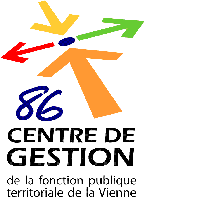 86
CENTRE DE
GESTION
de la fonction publique
territoriale de la Vienne